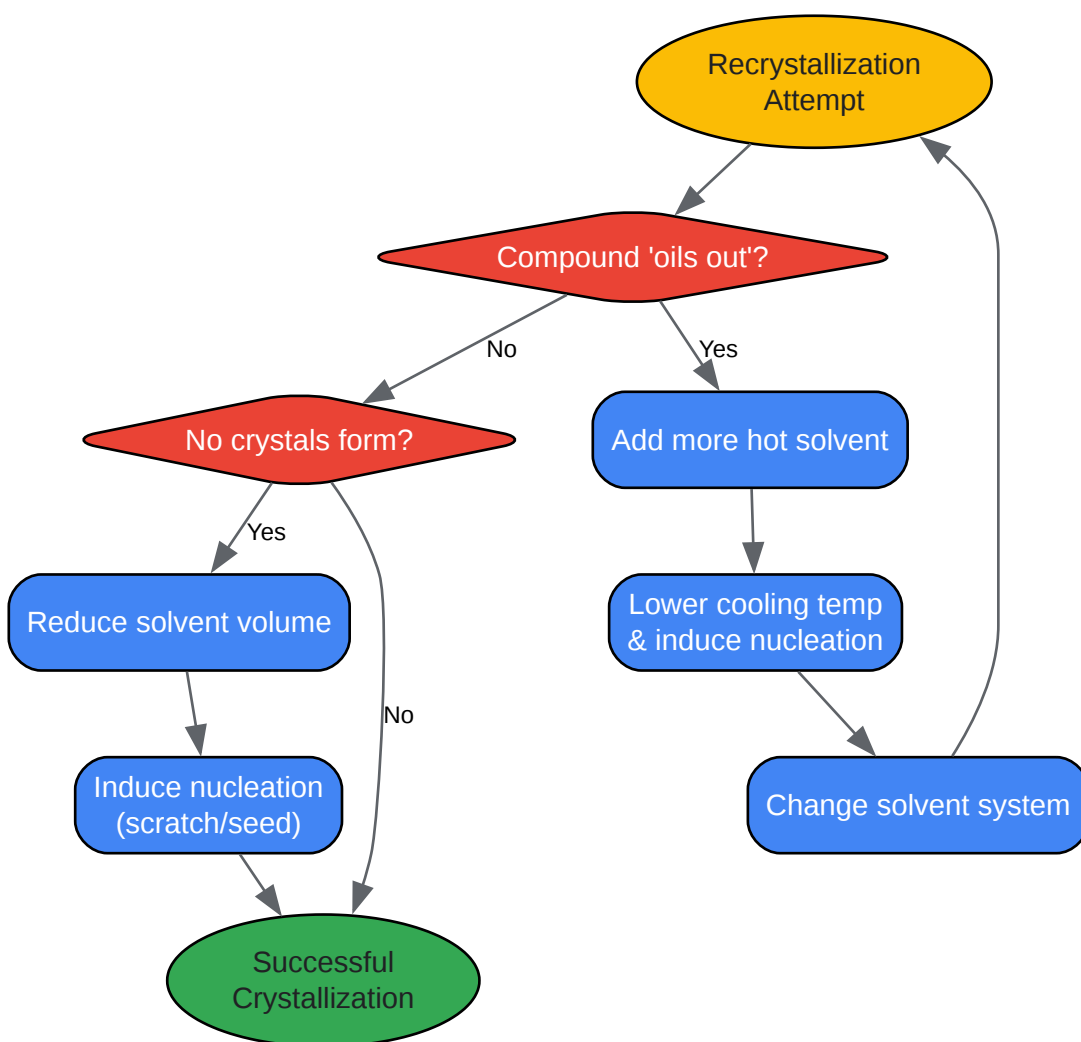 Recrystallization
Attempt
Compound 'oils out'?
No
Yes
No crystals form?
Add more hot solvent
Yes
Reduce solvent volume
Lower cooling temp
& induce nucleation
No
Induce nucleation
(scratch/seed)
Change solvent system
Successful
Crystallization